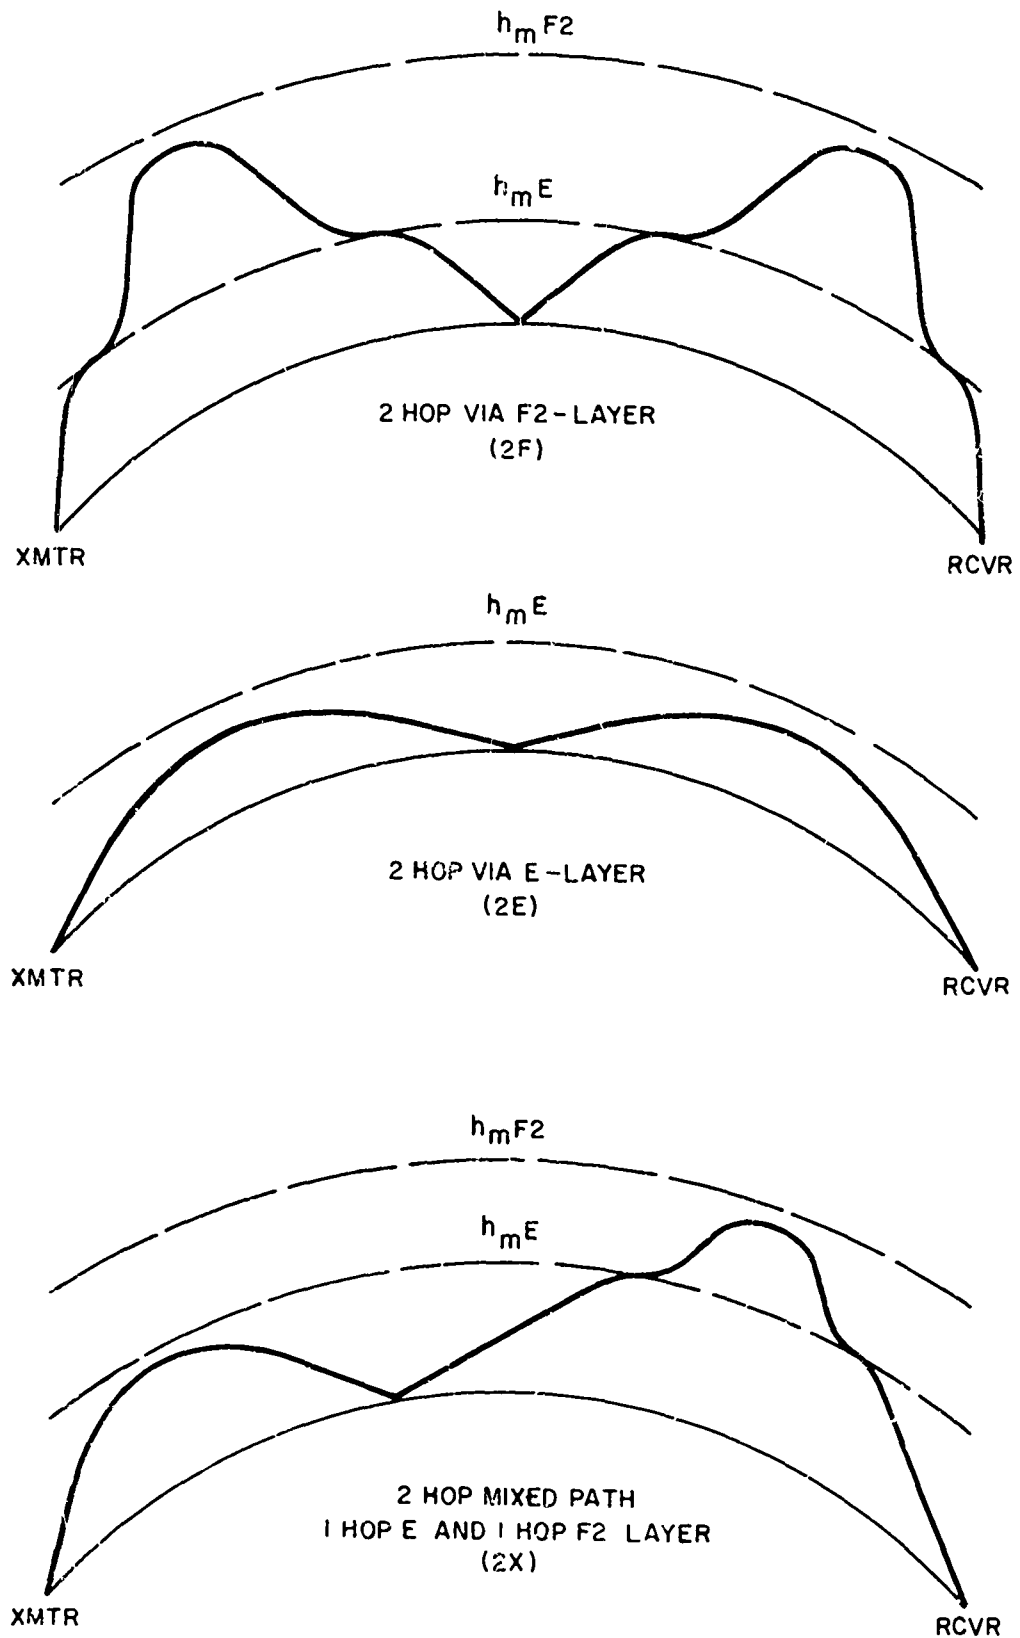 hmF2
hmE
2 HOP VIA F2-LAYER
(2F)
XMTR
RCVR
hmE
2 HOP VIA E-LAYER
(2E)
XMTR
RCVR
hmF2
hmE
2 HOP MIXED PATH
1 HOP E AND 1 HOP F2 LAYER
(2X)
XMTR
RCVR